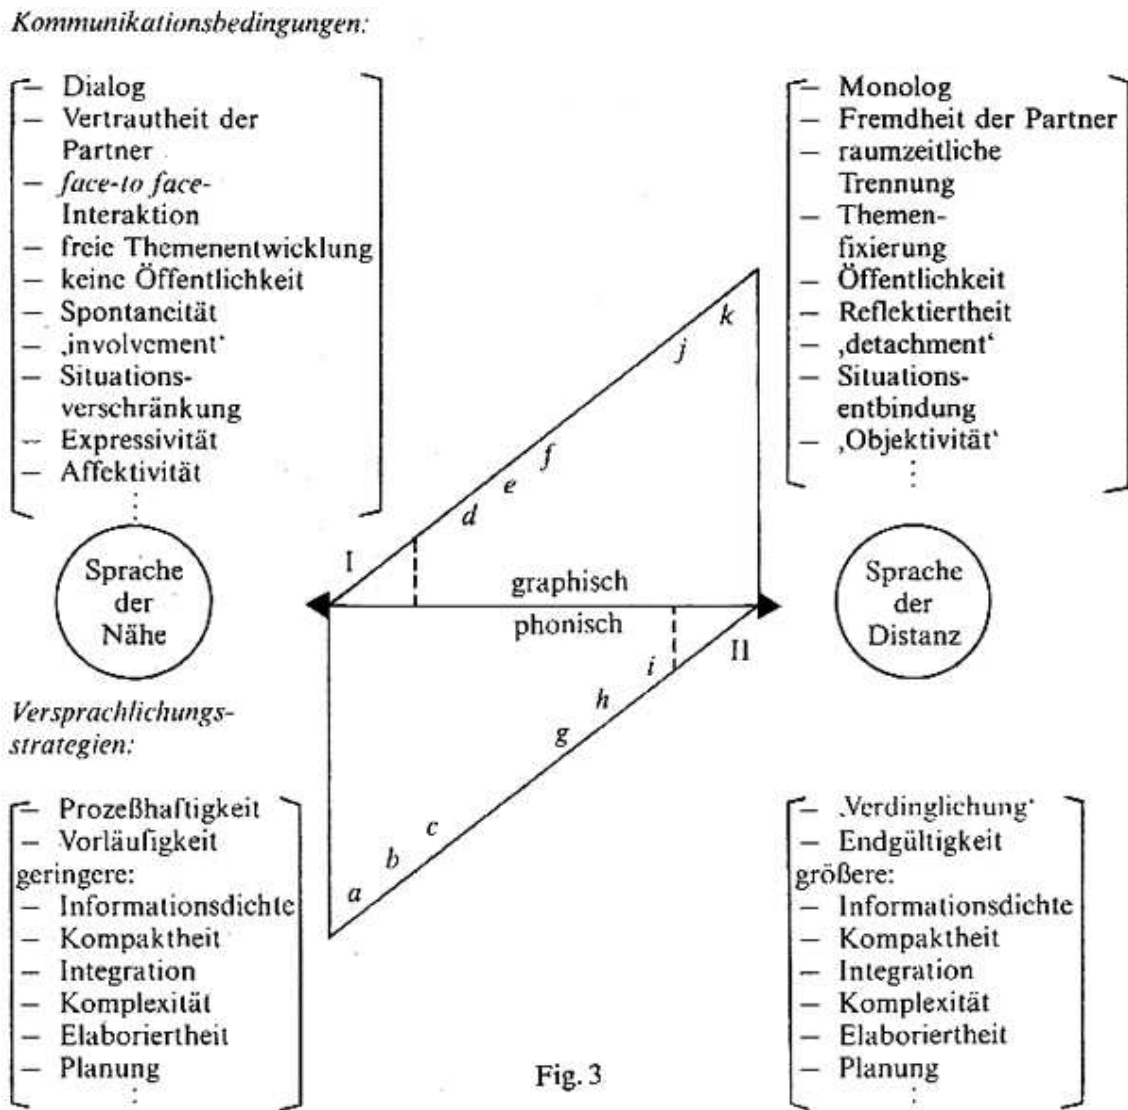 Kommunikationsbedingungen:
– Dialog
– Vertrautheit der
Partner
– face-to face-
Interaktion
– freie Themenentwicklung
– keine Öffentlichkeit
– Spontaneität
– ‚involvement‘
– Situations-
verschränkung
– Expressivität
– Affektivität
⋮
– Monolog
– Fremdheit der Partner
– raumzeitliche
Trennung
– Themen-
fixierung
– Öffentlichkeit
– Reflektiertheit
– ‚detachment‘
– Situations-
entbindung
– ‚Objektivität‘
⋮
k
j
f
e
d
I
Sprache
der
Nähe
graphisch
phonisch
Sprache
der
Distanz
II
i
h
g
c
b
a
Versprachlichungs-
strategien:
– Prozeßhaftigkeit
– Vorläufigkeit
geringere:
– Informationsdichte
– Kompaktheit
– Integration
– Komplexität
– Elaboriertheit
– Planung
⋮
– ‚Verdinglichung‘
– Endgültigkeit
größere:
– Informationsdichte
– Kompaktheit
– Integration
– Komplexität
– Elaboriertheit
– Planung
⋮
Fig. 3